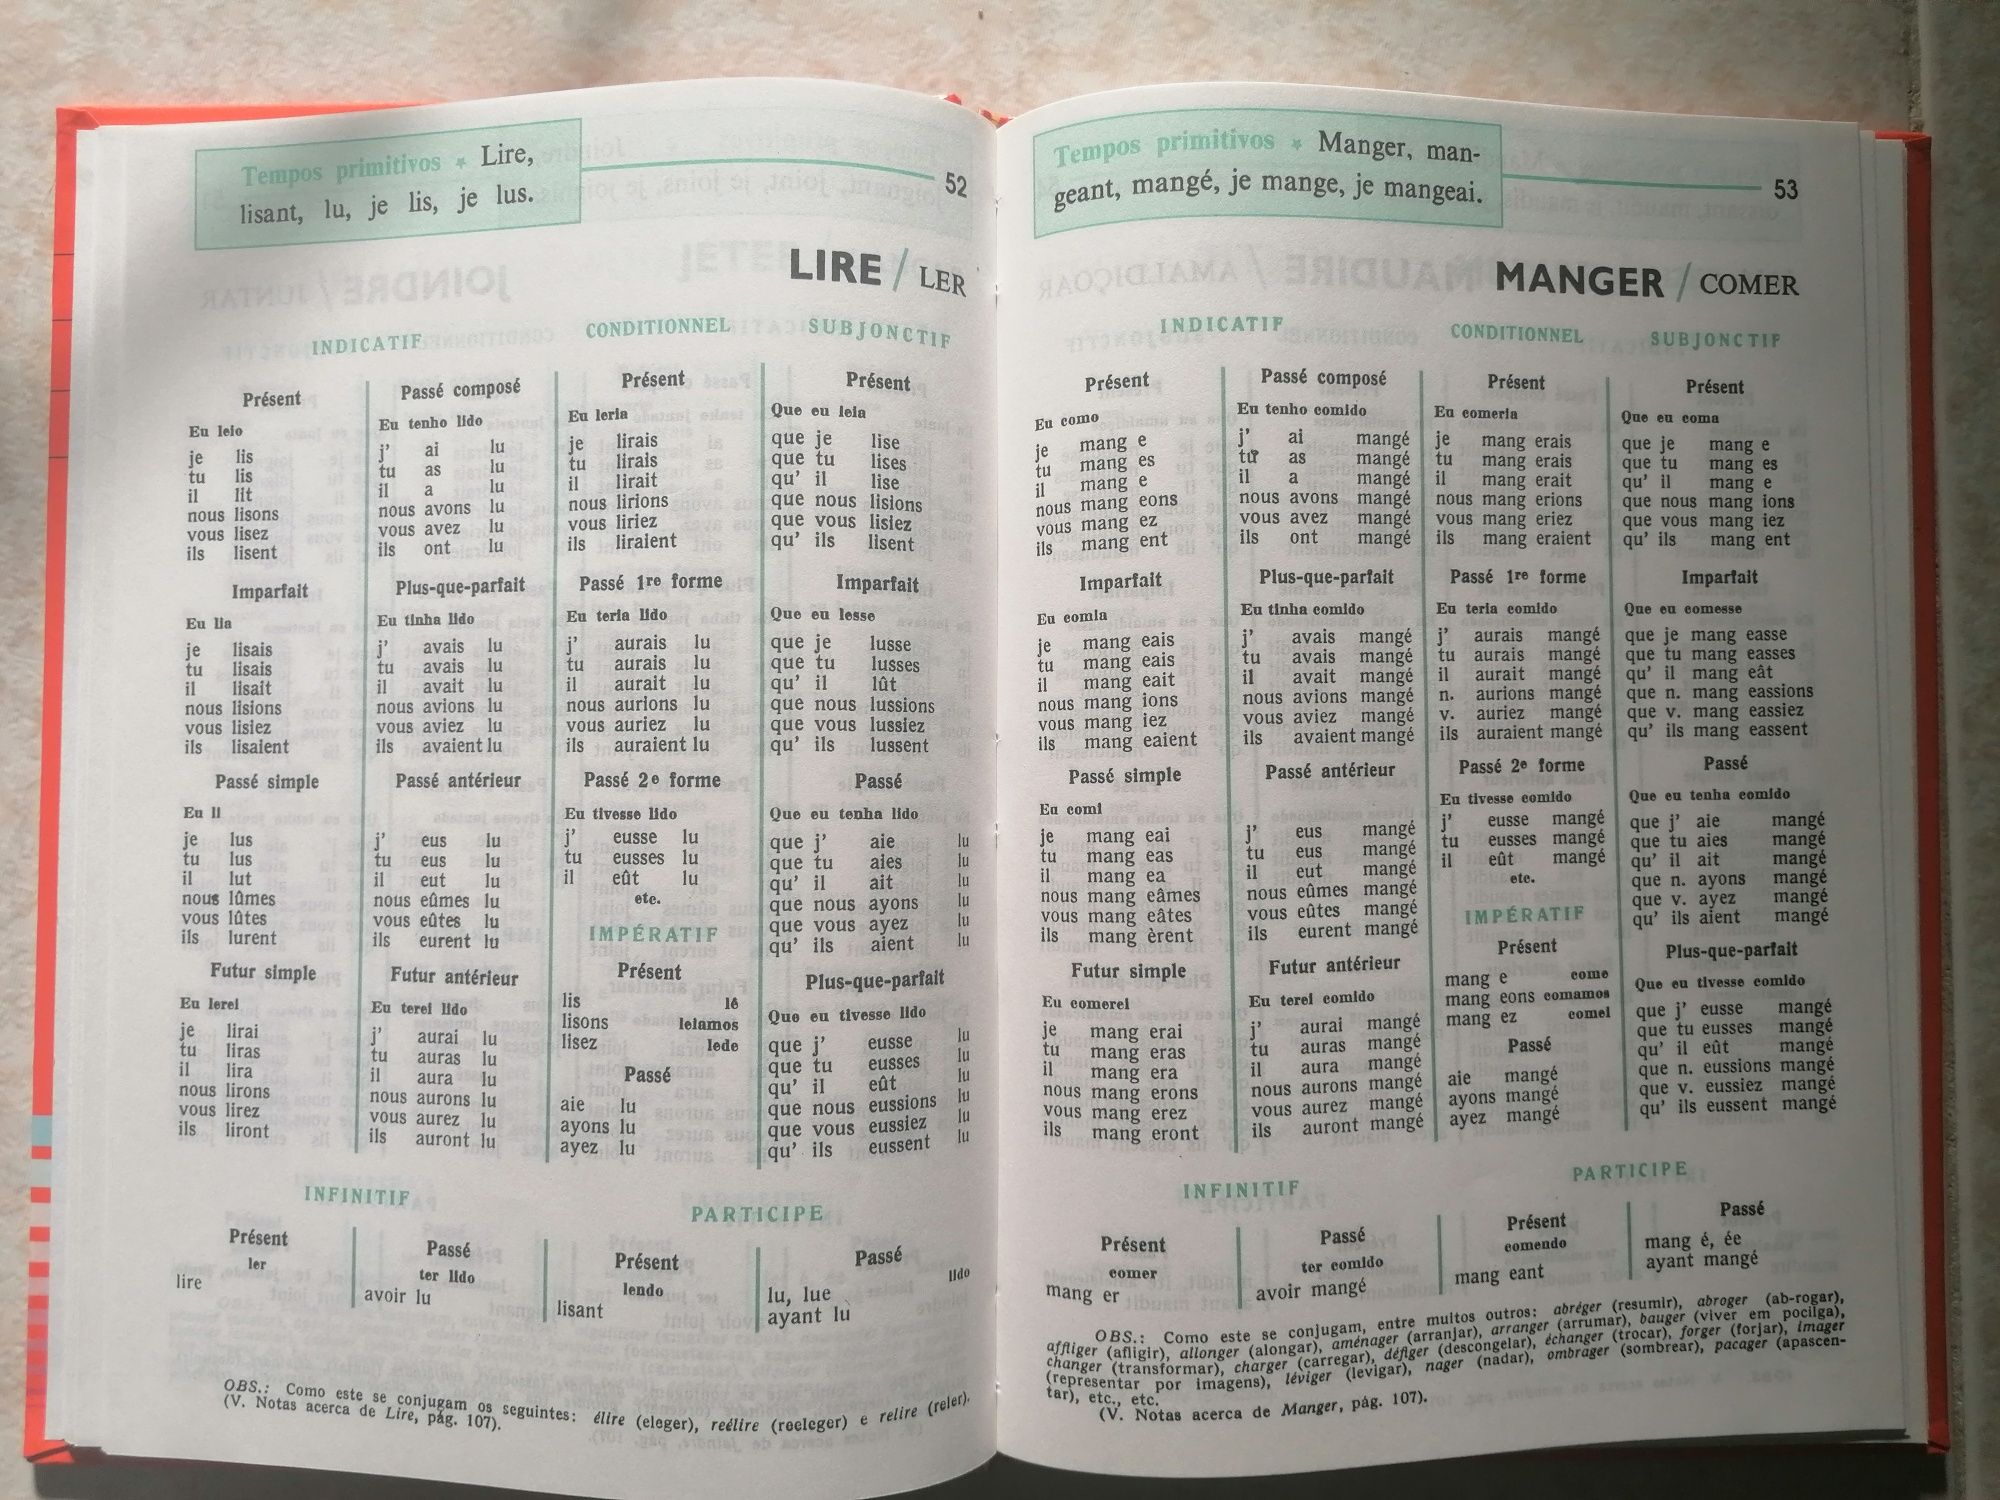 Tempos primitivos * Lire,
lisant, lu, je lis, je lus.
52
LIRE / LER
INDICATIF
CONDITIONNEL
SUBJONCTIF
Présent
Eu leio
je lis
tu lis
il lit
nous lisons
vous lisez
ils lisent
Passé composé
Eu tenho lido
j' ai lu
tu as lu
il a lu
nous avons lu
vous avez lu
ils ont lu
Présent
Eu leria
je lirais
tu lirais
il lirait
nous lirions
vous liriez
ils liraient
Présent
Que eu leia
que je lise
que tu lises
qu' il lise
que nous lisions
que vous lisiez
qu' ils lisent
Imparfait
Eu lia
je lisais
tu lisais
il lisait
nous lisions
vous lisiez
ils lisaient
Plus-que-parfait
Eu tinha lido
j' avais lu
tu avais lu
il avait lu
nous avions lu
vous aviez lu
ils avaient lu
Passé 1re forme
Eu teria lido
j' aurais lu
tu aurais lu
il aurait lu
nous aurions lu
vous auriez lu
ils auraient lu
Imparfait
Que eu lesse
que je lusse
que tu lusses
qu' il lût
que nous lussions
que vous lussiez
qu' ils lussent
Passé simple
Eu li
je lus
tu lus
il lut
nous lûmes
vous lûtes
ils lurent
Passé antérieur
j' eus lu
tu eus lu
il eut lu
nous eûmes lu
vous eûtes lu
ils eurent lu
Passé 2e forme
Eu tivesse lido
j' eusse lu
tu eusses lu
il eût lu
etc.
IMPÉRATIF
Présent
lis lê
lisons leiamos
lisez lede
Passé
aie lu
ayons lu
ayez lu
Passé
Que eu tenha lido
que j' aie lu
que tu aies lu
qu' il ait lu
que nous ayons lu
que vous ayez lu
qu' ils aient lu
Futur simple
Eu lerei
je lirai
tu liras
il lira
nous lirons
vous lirez
ils liront
Futur antérieur
Eu terei lido
j' aurai lu
tu auras lu
il aura lu
nous aurons lu
vous aurez lu
ils auront lu
Plus-que-parfait
Que eu tivesse lido
que j' eusse lu
que tu eusses lu
qu' il eût lu
que nous eussions lu
que vous eussiez lu
qu' ils eussent lu
INFINITIF
PARTICIPE
Présent
ler
lire
Passé
ter lido
avoir lu
Présent
lendo
lisant
Passé
lido
lu, lue
ayant lu
OBS.: Como este se conjugam os seguintes: élire (eleger), reélire (reeleger) e relire (reler).
(V. Notas acerca de Lire, pág. 107).
Tempos primitivos * Manger, man-
geant, mangé, je mange, je mangeai.
53
MANGER / COMER
INDICATIF
CONDITIONNEL
SUBJONCTIF
Présent
Eu como
je mang e
tu mang es
il mang e
nous mang eons
vous mang ez
ils mang ent
Passé composé
Eu tenho comido
j' ai mangé
tu as mangé
il a mangé
nous avons mangé
vous avez mangé
ils ont mangé
Présent
Eu comeria
je mang erais
tu mang erais
il mang erait
nous mang erions
vous mang eriez
ils mang eraient
Présent
Que eu coma
que je mang e
que tu mang es
qu' il mang e
que nous mang ions
que vous mang iez
qu' ils mang ent
Imparfait
Eu comia
je mang eais
tu mang eais
il mang eait
nous mang ions
vous mang iez
ils mang eaient
Plus-que-parfait
Eu tinha comido
j' avais mangé
tu avais mangé
il avait mangé
nous avions mangé
vous aviez mangé
ils avaient mangé
Passé 1re forme
Eu teria comido
j' aurais mangé
tu aurais mangé
il aurait mangé
n. aurions mangé
v. auriez mangé
ils auraient mangé
Imparfait
Que eu comesse
que je mang easse
que tu mang easses
qu' il mang eât
que n. mang eassions
que v. mang eassiez
qu' ils mang eassent
Passé simple
Eu comi
je mang eai
tu mang eas
il mang ea
nous mang eâmes
vous mang eâtes
ils mang èrent
Passé antérieur
j' eus mangé
tu eus mangé
il eut mangé
nous eûmes mangé
vous eûtes mangé
ils eurent mangé
Passé 2e forme
Eu tivesse comido
j' eusse mangé
tu eusses mangé
il eût mangé
etc.
IMPÉRATIF
Présent
mang e come
mang eons comamos
mang ez comei
Passé
aie mangé
ayons mangé
ayez mangé
Passé
Que eu tenha comido
que j' aie mangé
que tu aies mangé
qu' il ait mangé
que n. ayons mangé
que v. ayez mangé
qu' ils aient mangé
Futur simple
Eu comerei
je mang erai
tu mang eras
il mang era
nous mang erons
vous mang erez
ils mang eront
Futur antérieur
Eu terei comido
j' aurai mangé
tu auras mangé
il aura mangé
nous aurons mangé
vous aurez mangé
ils auront mangé
Plus-que-parfait
Que eu tivesse comido
que j' eusse mangé
que tu eusses mangé
qu' il eût mangé
que n. eussions mangé
que v. eussiez mangé
qu' ils eussent mangé
INFINITIF
PARTICIPE
Présent
comer
mang er
Passé
ter comido
avoir mangé
Présent
comendo
mang eant
Passé
mang é, ée
ayant mangé
OBS.: Como este se conjugam, entre muitos outros: abréger (resumir), abroger (ab-rogar),
affliger (afligir), allonger (alongar), aménager (arranjar), arranger (arrumar), bauger (viver em pocilga),
changer (transformar), charger (carregar), défiger (descongelar), échanger (trocar), forger (forjar), imager
(representar por imagens), léviger (levigar), nager (nadar), ombrager (sombrear), pacager (apascen-
tar), etc., etc.
(V. Notas acerca de Manger, pág. 107).